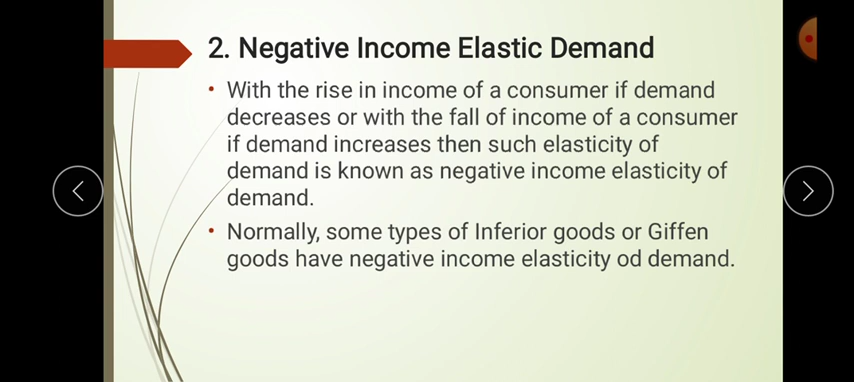 2. Negative Income Elastic Demand
• With the rise in income of a consumer if demand
decreases or with the fall of income of a consumer
if demand increases then such elasticity of
demand is known as negative income elasticity of
demand.
• Normally, some types of Inferior goods or Giffen
goods have negative income elasticity od demand.